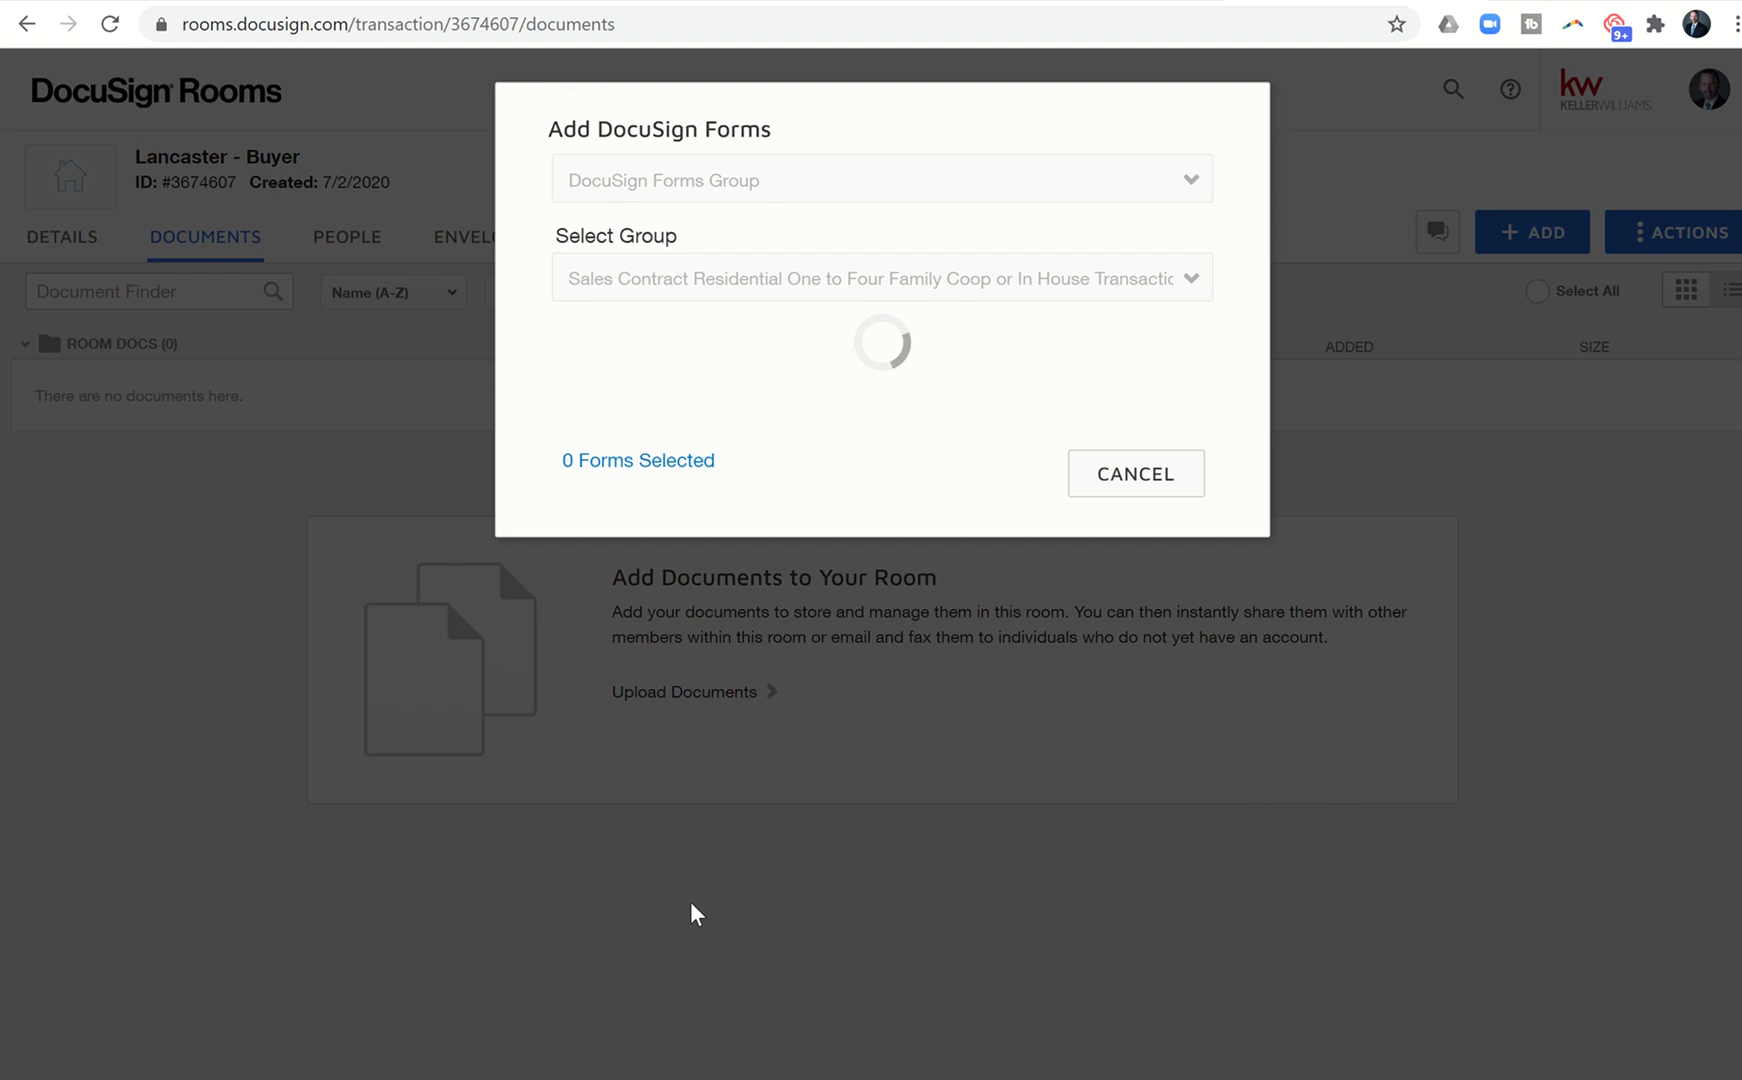 rooms.docusign.com/transaction/3674607/documents
9+
DocuSign Rooms
kw
KELLERWILLIAMS.
Lancaster - Buyer
ID: #3674607 Created: 7/2/2020
DETAILS
DOCUMENTS
PEOPLE
ENVEL
ADD
ACTIONS
Document Finder
Name (A-Z)
Select All
ROOM DOCS (0)
ADDED
SIZE
There are no documents here.
Add DocuSign Forms
DocuSign Forms Group
Select Group
Sales Contract Residential One to Four Family Coop or In House Transactic
0 Forms Selected
CANCEL
Add Documents to Your Room
Add your documents to store and manage them in this room. You can then instantly share them with other
members within this room or email and fax them to individuals who do not yet have an account.
Upload Documents